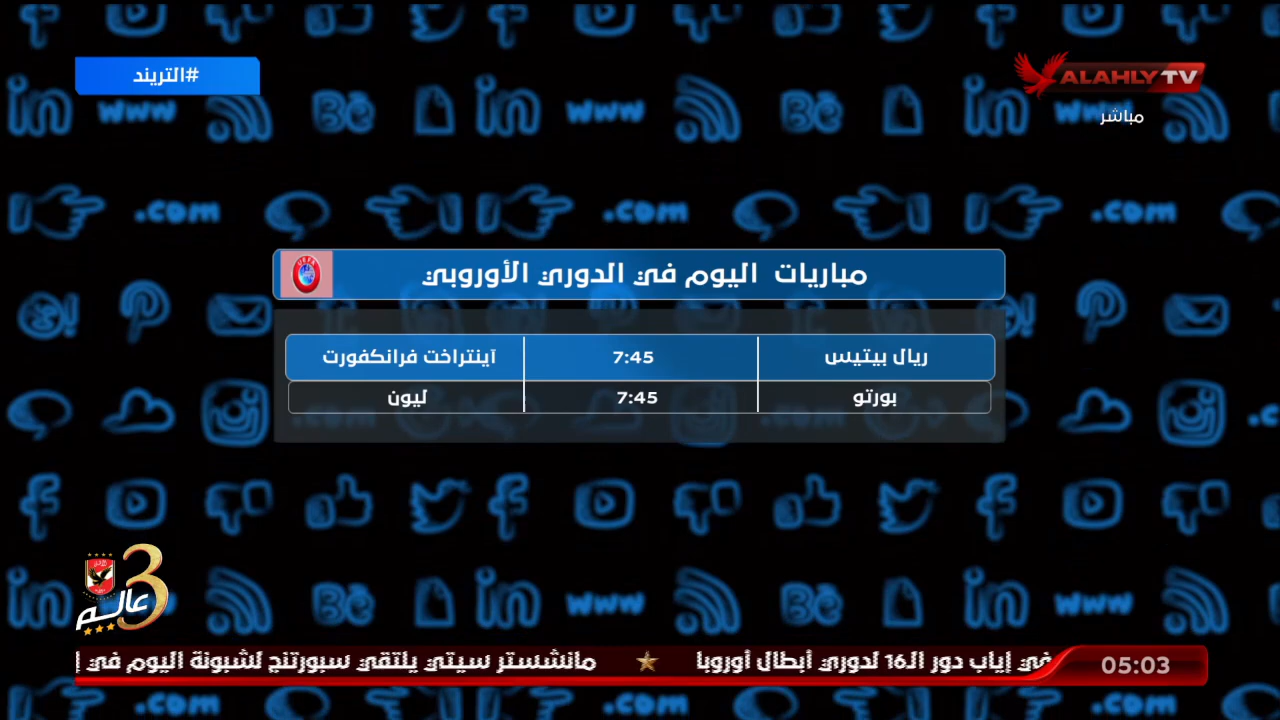 #التريند
ALAHLY TV
مباشر
مباريات اليوم في الدوري الأوروبي
ريال بيتيس 7:45 آينتراخت فرانكفورت
بورتو 7:45 ليون
3 عالم
في إياب دور الـ16 لدوري أبطال أوروبا ★ مانشستر سيتي يلتقي سبورتنج لشبونة اليوم في
05:03